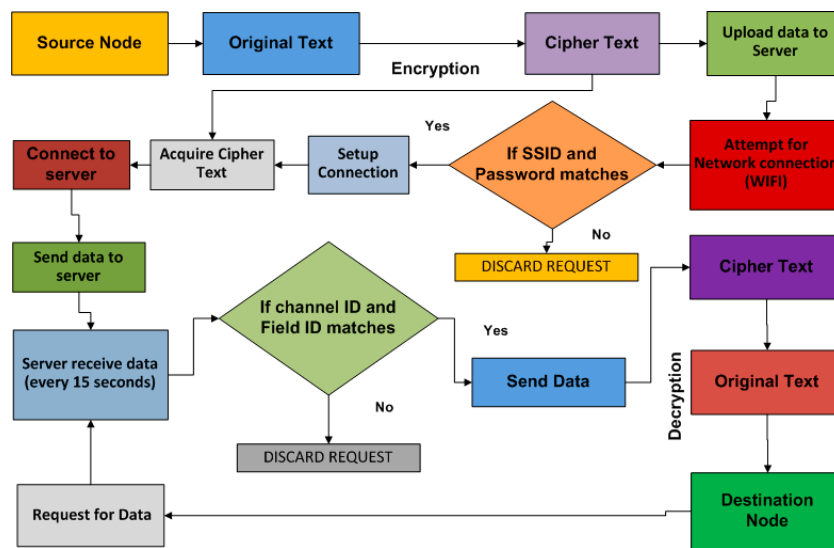 Source Node
Original Text
Encryption
Cipher Text
Upload data to
Server
Attempt for
Network connection
(WIFI)
If SSID and
Password matches
Yes
No
DISCARD REQUEST
Setup
Connection
Acquire Cipher
Text
Connect to
server
Send data to
server
Server receive data
(every 15 seconds)
If channel ID and
Field ID matches
Yes
No
DISCARD REQUEST
Send Data
Cipher Text
Decryption
Original Text
Destination
Node
Request for Data